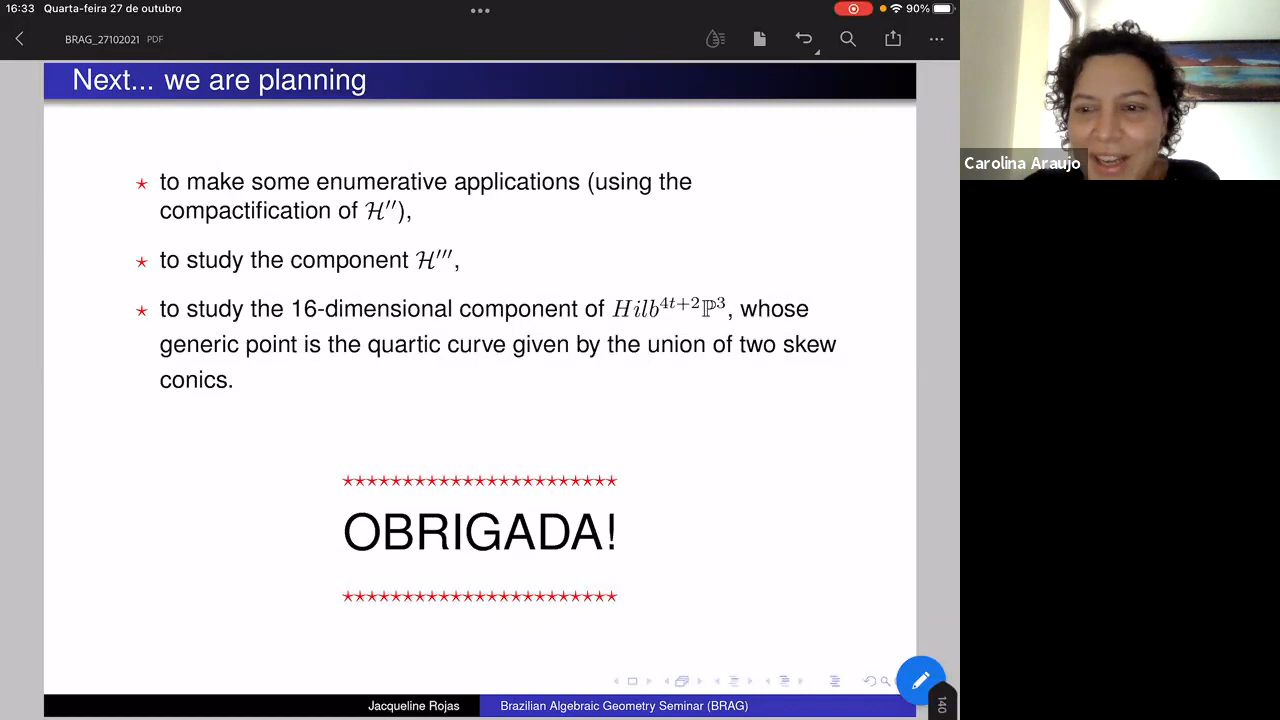 16:33 Quarta-feira 27 de outubro
90%
BRAG_27102021 PDF
Next... we are planning
⋆ to make some enumerative applications (using the
compactification of ℋ′′),
⋆ to study the component ℋ′′′,
⋆ to study the 16-dimensional component of Hilb^{4t+2}ℙ^3, whose
generic point is the quartic curve given by the union of two skew
conics.
⋆⋆⋆⋆⋆⋆⋆⋆⋆⋆⋆⋆⋆⋆⋆⋆⋆⋆⋆⋆⋆⋆⋆
OBRIGADA!
⋆⋆⋆⋆⋆⋆⋆⋆⋆⋆⋆⋆⋆⋆⋆⋆⋆⋆⋆⋆⋆⋆⋆
Jacqueline Rojas
Brazilian Algebraic Geometry Seminar (BRAG)
140
Carolina Araujo